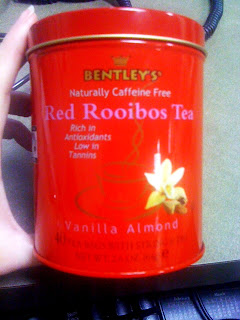 BENTLEY'S
Naturally Caffeine Free
Red Rooibos Tea
Rich in
Antioxidants
Low in
Tannins
Vanilla Almond